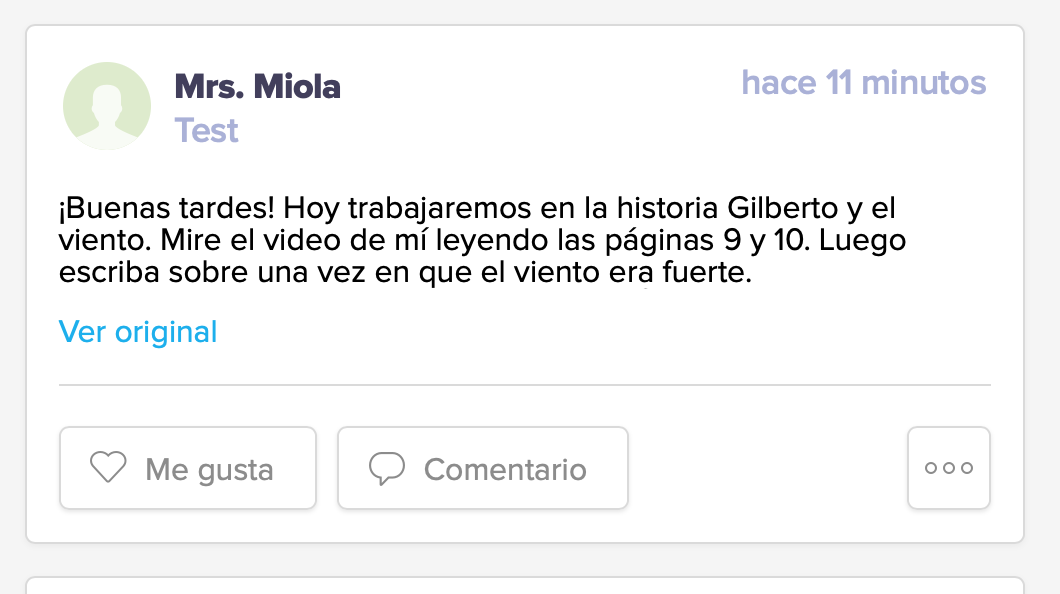 Mrs. Miola
hace 11 minutos
Test
¡Buenas tardes! Hoy trabajaremos en la historia Gilberto y el
viento. Mire el video de mí leyendo las páginas 9 y 10. Luego
escriba sobre una vez en que el viento era fuerte.
Ver original
Me gusta
Comentario